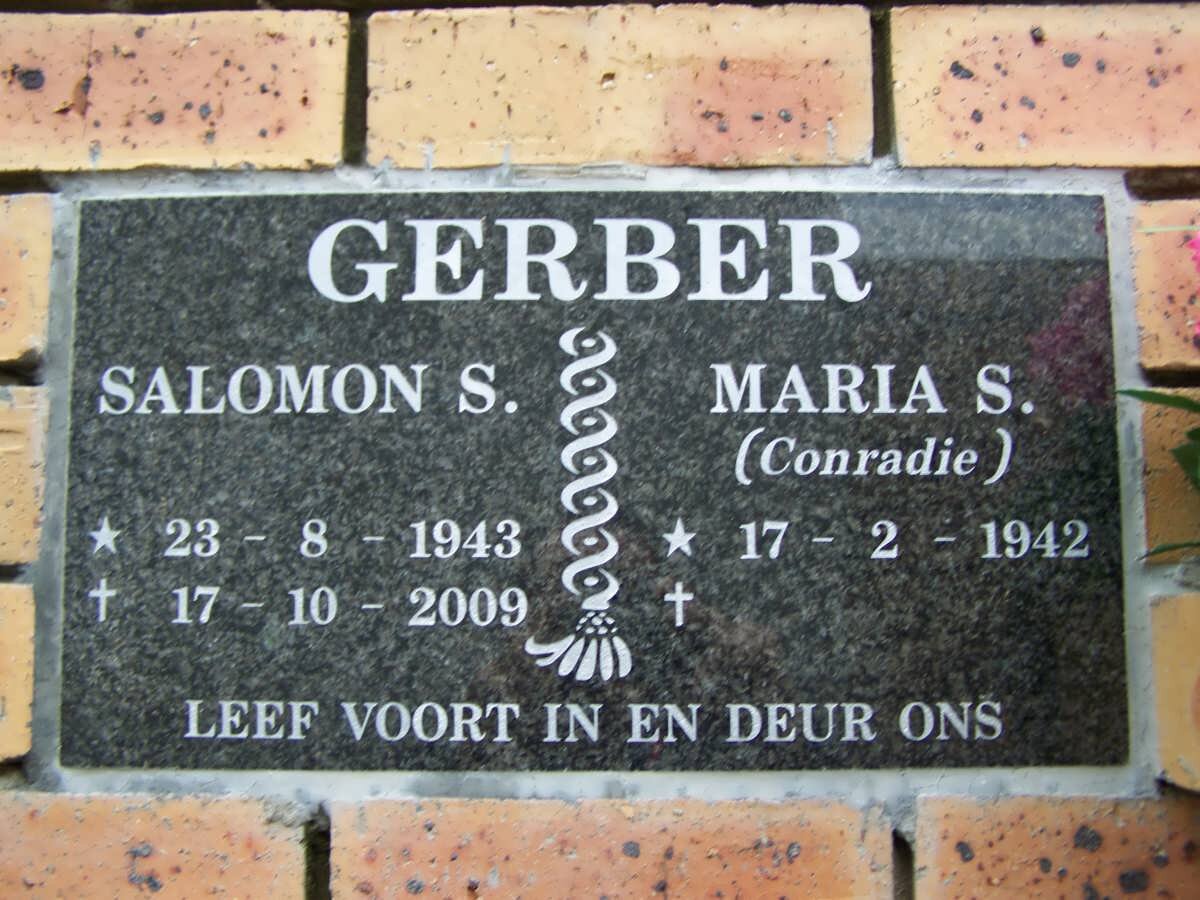 GERBER
SALOMON S.
★ 23 - 8 - 1943
† 17 - 10 - 2009
MARIA S.
(Conradie)
★ 17 - 2 - 1942
†
LEEF VOORT IN EN DEUR ONS